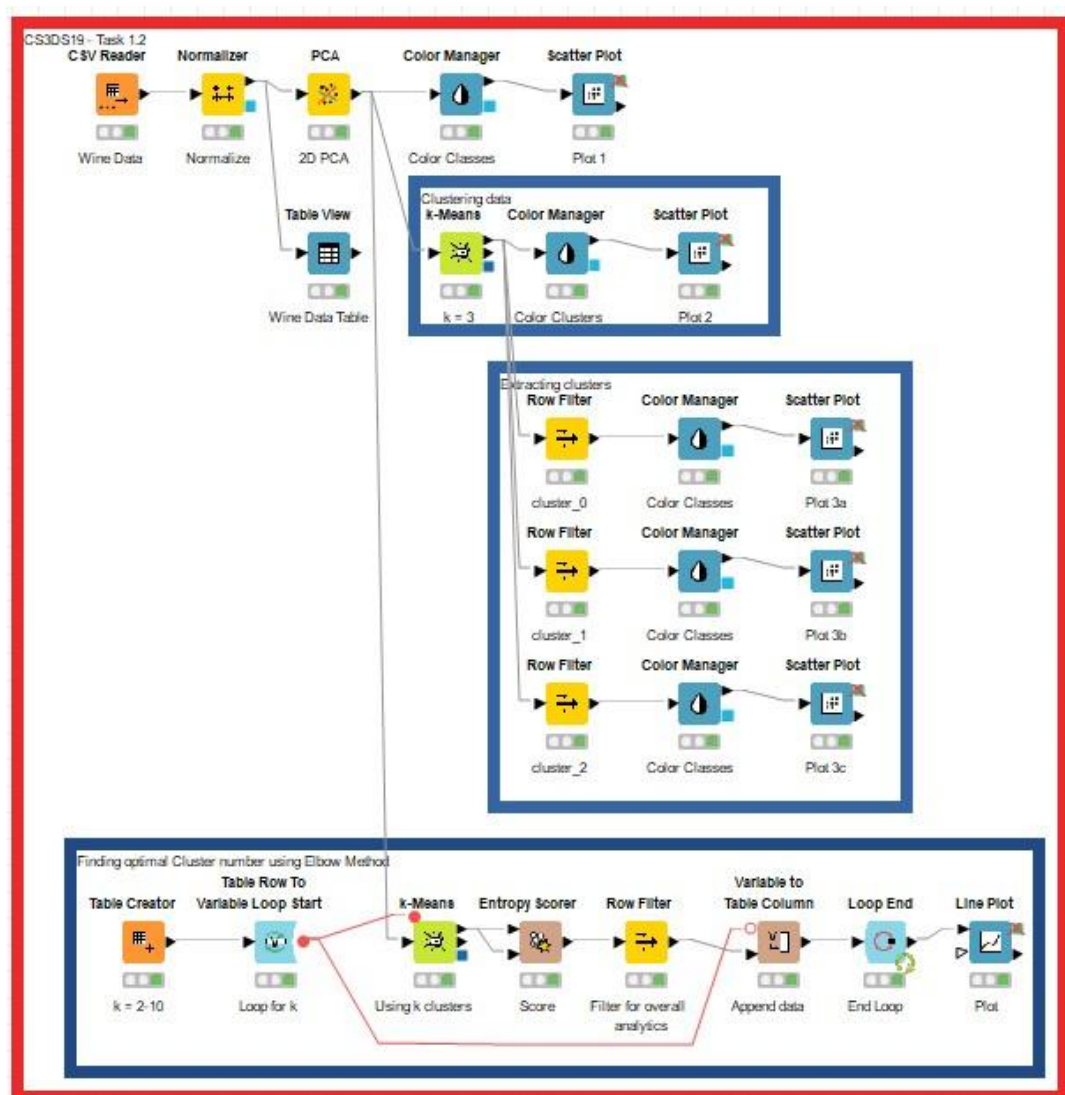 CS3DS19 - Task 1.2
CSV Reader Normalizer PCA Color Manager Scatter Plot
Wine Data Normalize 2D PCA Color Classes Plot 1
Clustering data
Table View k-Means Color Manager Scatter Plot
Wine Data Table k = 3 Color Clusters Plot 2
Extracting clusters
Row Filter Color Manager Scatter Plot
cluster_0 Color Classes Plot 3a
Row Filter Color Manager Scatter Plot
cluster_1 Color Classes Plot 3b
Row Filter Color Manager Scatter Plot
cluster_2 Color Classes Plot 3c
Finding optimal Cluster number using Elbow Method
Table Row To Variable to
Table Creator Variable Loop Start k-Means Entropy Scorer Row Filter Table Column Loop End Line Plot
k = 2-10 Loop for k Using k clusters Score Filter for overall Append data End Loop Plot
analytics